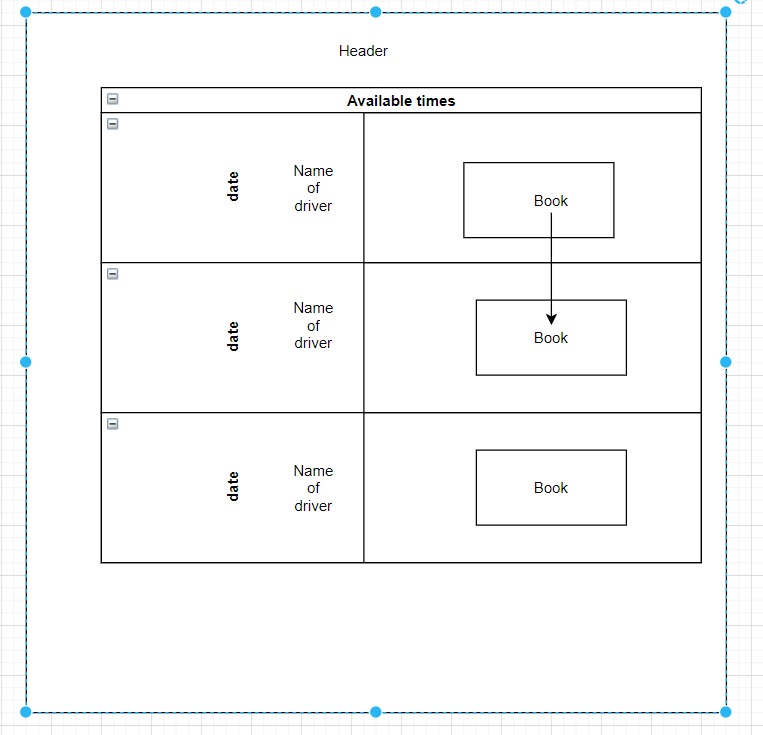 Header
Available times
date
Name
of
driver
Book
date
Name
of
driver
Book
date
Name
of
driver
Book